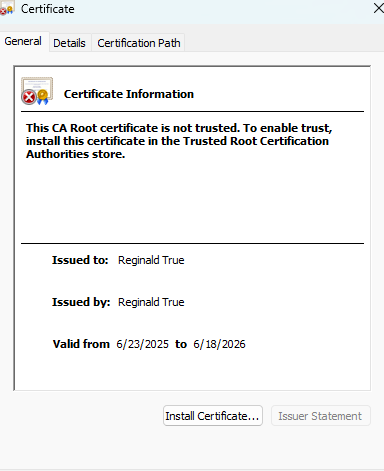 Certificate
General
Details
Certification Path
Certificate Information
This CA Root certificate is not trusted. To enable trust,
install this certificate in the Trusted Root Certification
Authorities store.
Issued to: Reginald True
Issued by: Reginald True
Valid from 6/23/2025 to 6/18/2026
Install Certificate...
Issuer Statement